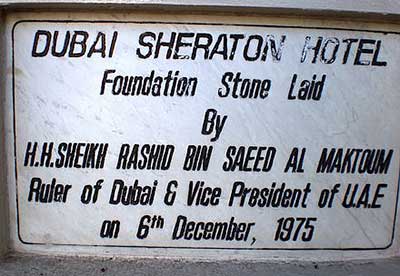 DUBAI SHERATON HOTEL
Foundation Stone Laid
By
H.H.SHEIKH RASHID BIN SAEED AL MAKTOUM
Ruler of Dubai & Vice President of U.A.E
on 6th December, 1975